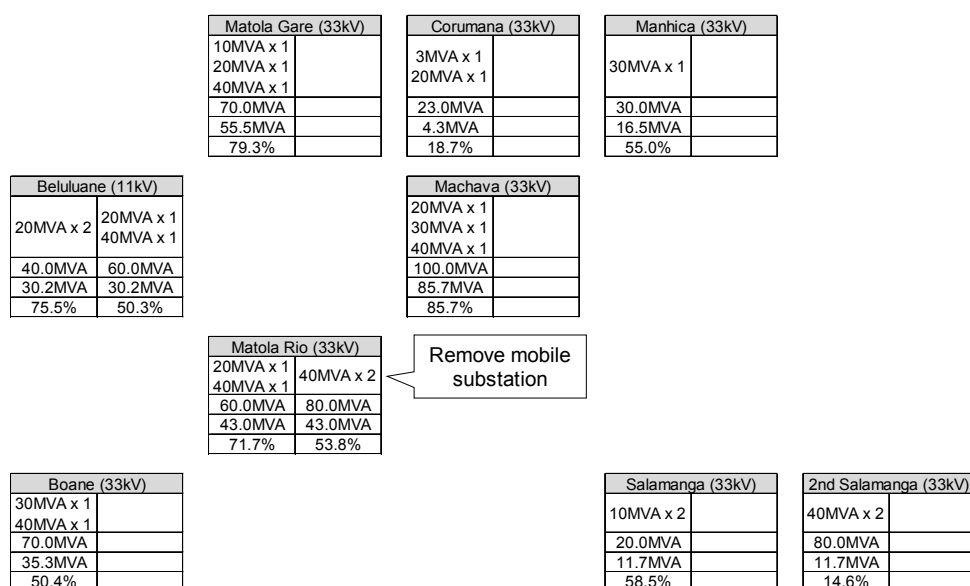 Matola Gare (33kV)
10MVA x 1
20MVA x 1
40MVA x 1
70.0MVA
55.5MVA
79.3%
Corumana (33kV)
3MVA x 1
20MVA x 1
23.0MVA
4.3MVA
18.7%
Manhica (33kV)
30MVA x 1
30.0MVA
16.5MVA
55.0%
Beluluane (11kV)
20MVA x 2
20MVA x 1
40MVA x 1
40.0MVA 60.0MVA
30.2MVA 30.2MVA
75.5% 50.3%
Machava (33kV)
20MVA x 1
30MVA x 1
40MVA x 1
100.0MVA
85.7MVA
85.7%
Matola Rio (33kV)
20MVA x 1
40MVA x 1
40MVA x 2
60.0MVA 80.0MVA
43.0MVA 43.0MVA
71.7% 53.8%
Remove mobile
substation
Boane (33kV)
30MVA x 1
40MVA x 1
70.0MVA
35.3MVA
50.4%
Salamanga (33kV)
10MVA x 2
20.0MVA
11.7MVA
58.5%
2nd Salamanga (33kV)
40MVA x 2
80.0MVA
11.7MVA
14.6%